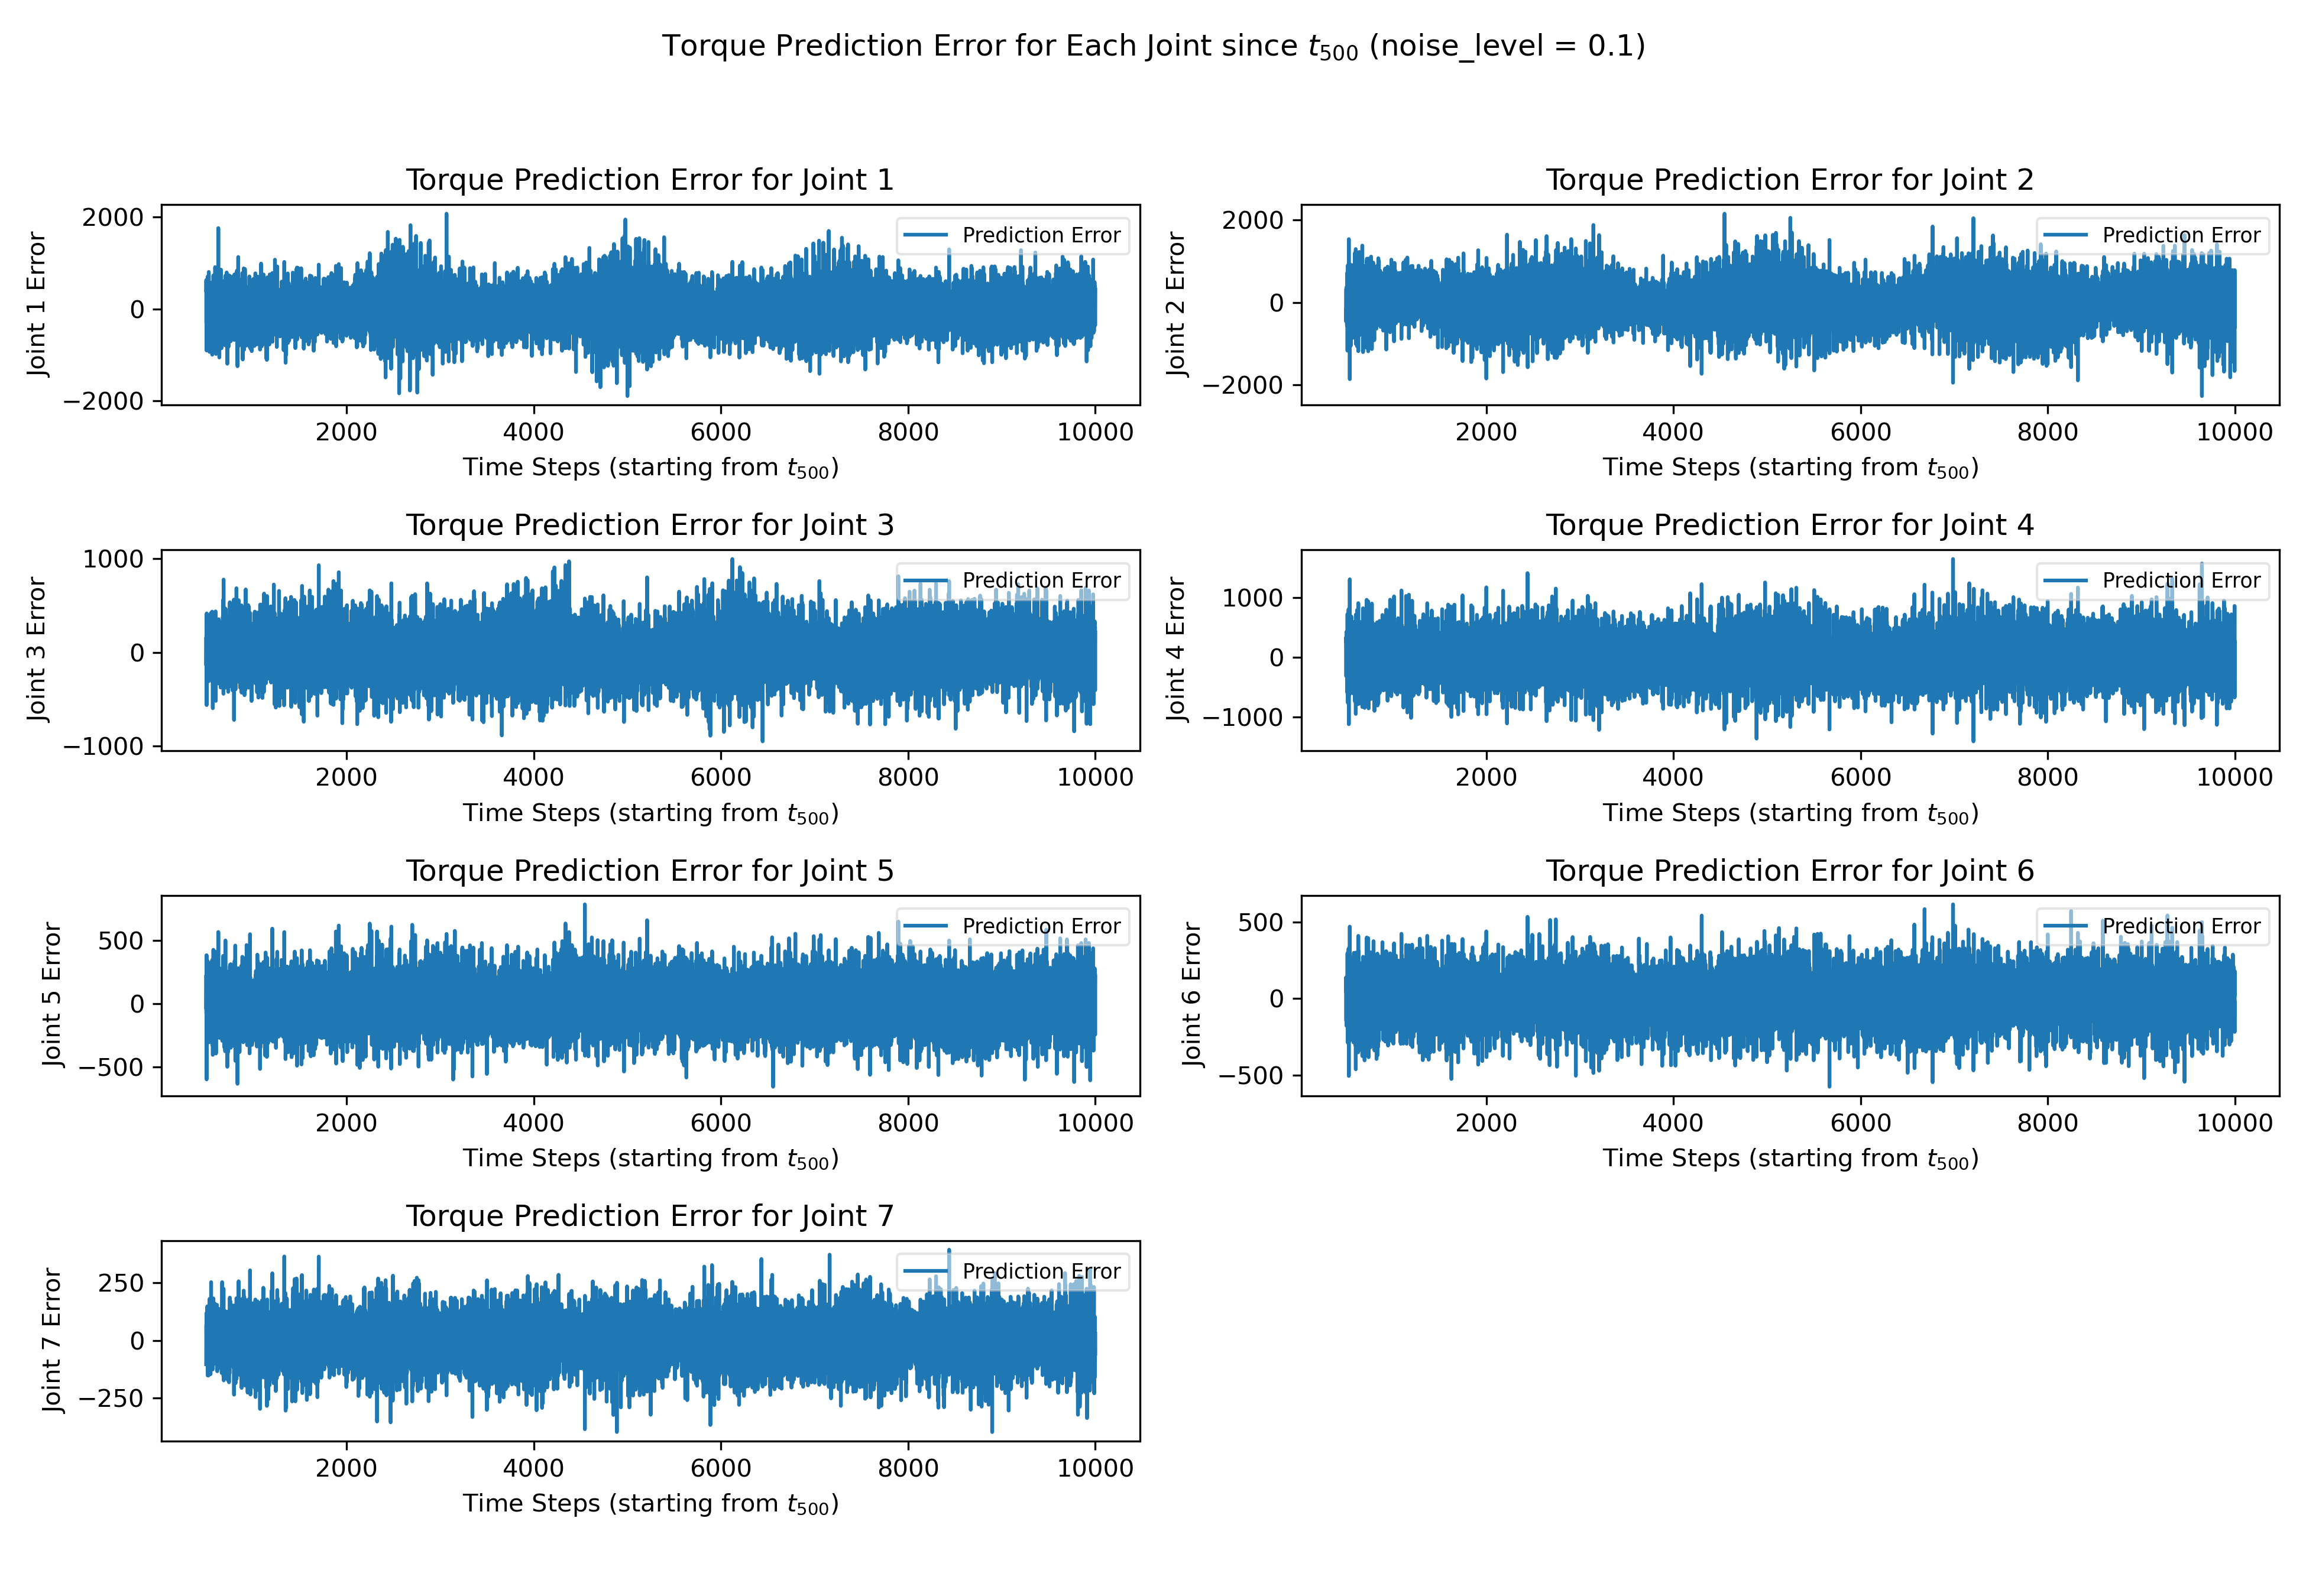 Torque Prediction Error for Each Joint since t₅₀₀ (noise_level = 0.1)
Torque Prediction Error for Joint 1
Joint 1 Error
2000
0
−2000
Prediction Error
2000 4000 6000 8000 10000
Time Steps (starting from t₅₀₀)
Torque Prediction Error for Joint 2
Joint 2 Error
2000
0
−2000
Prediction Error
2000 4000 6000 8000 10000
Time Steps (starting from t₅₀₀)
Torque Prediction Error for Joint 3
Joint 3 Error
1000
0
−1000
Prediction Error
2000 4000 6000 8000 10000
Time Steps (starting from t₅₀₀)
Torque Prediction Error for Joint 4
Joint 4 Error
1000
0
−1000
Prediction Error
2000 4000 6000 8000 10000
Time Steps (starting from t₅₀₀)
Torque Prediction Error for Joint 5
Joint 5 Error
500
0
−500
Prediction Error
2000 4000 6000 8000 10000
Time Steps (starting from t₅₀₀)
Torque Prediction Error for Joint 6
Joint 6 Error
500
0
−500
Prediction Error
2000 4000 6000 8000 10000
Time Steps (starting from t₅₀₀)
Torque Prediction Error for Joint 7
Joint 7 Error
250
0
−250
Prediction Error
2000 4000 6000 8000 10000
Time Steps (starting from t₅₀₀)